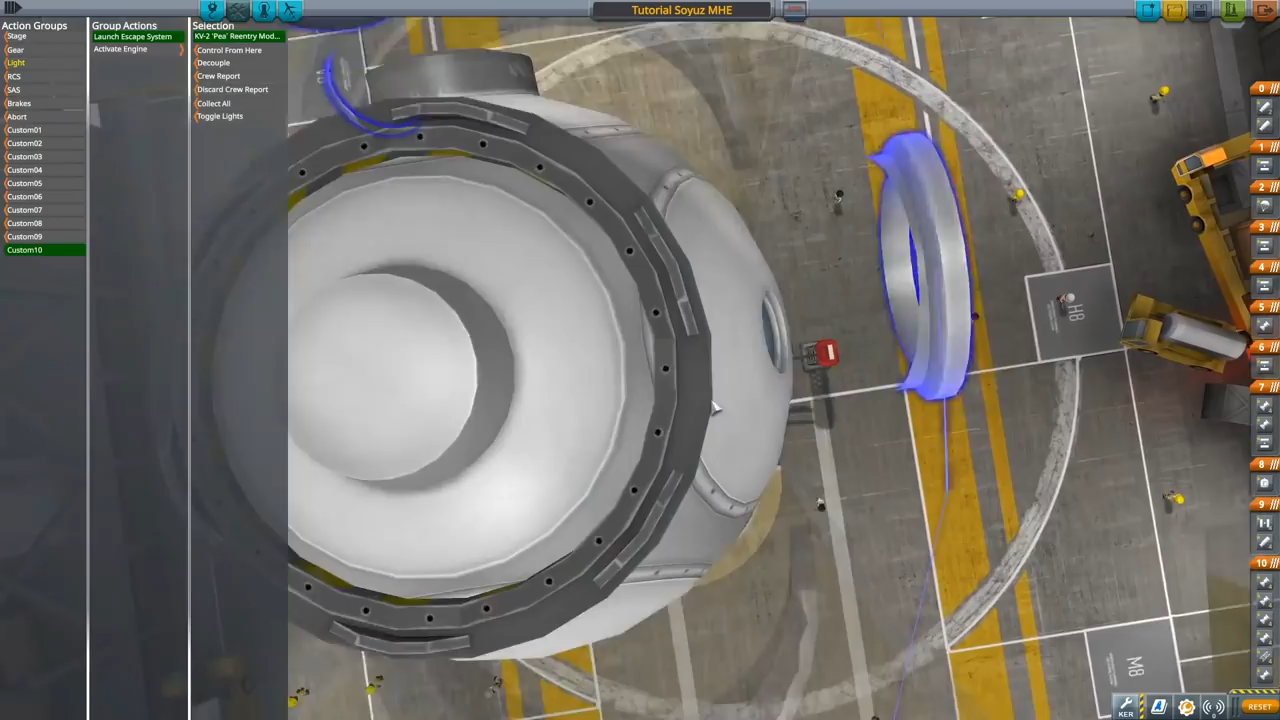 Tutorial Soyuz MHE
Action Groups
Stage
Gear
Light
RCS
SAS
Brakes
Abort
Custom01
Custom02
Custom03
Custom04
Custom05
Custom06
Custom07
Custom08
Custom09
Custom10
Group Actions
Launch Escape System
Activate Engine
Selection
KV-2 'Pea' Reentry Mod...
Control From Here
Decouple
Crew Report
Discard Crew Report
Collect All
Toggle Lights
H8
M8
0
1
2
3
4
5
6
7
8
9
10
KER
RESET